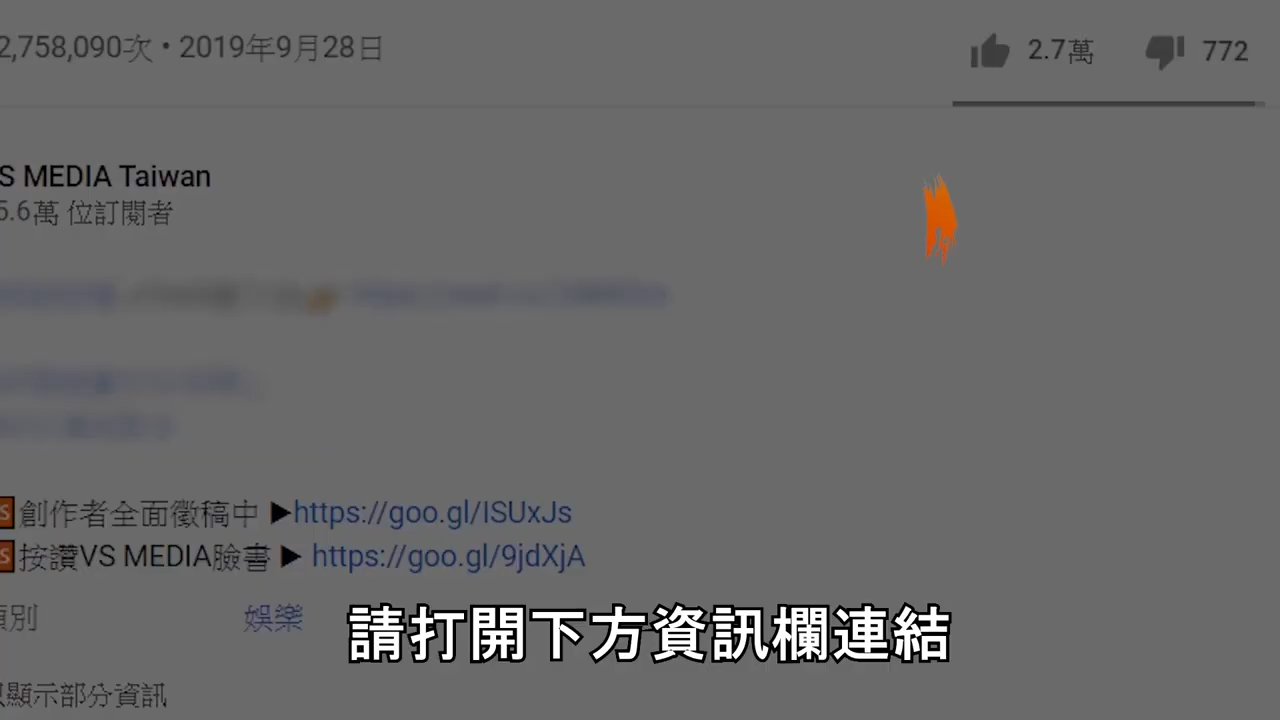 2,758,090次 • 2019年9月28日
2.7萬
772
S MEDIA Taiwan
5.6萬 位訂閱者
創作者全面徵稿中 ▶https://goo.gl/ISUxJs
按讚VS MEDIA臉書 ▶ https://goo.gl/9jdXjA
類別
娛樂
請打開下方資訊欄連結
顯示部分資訊